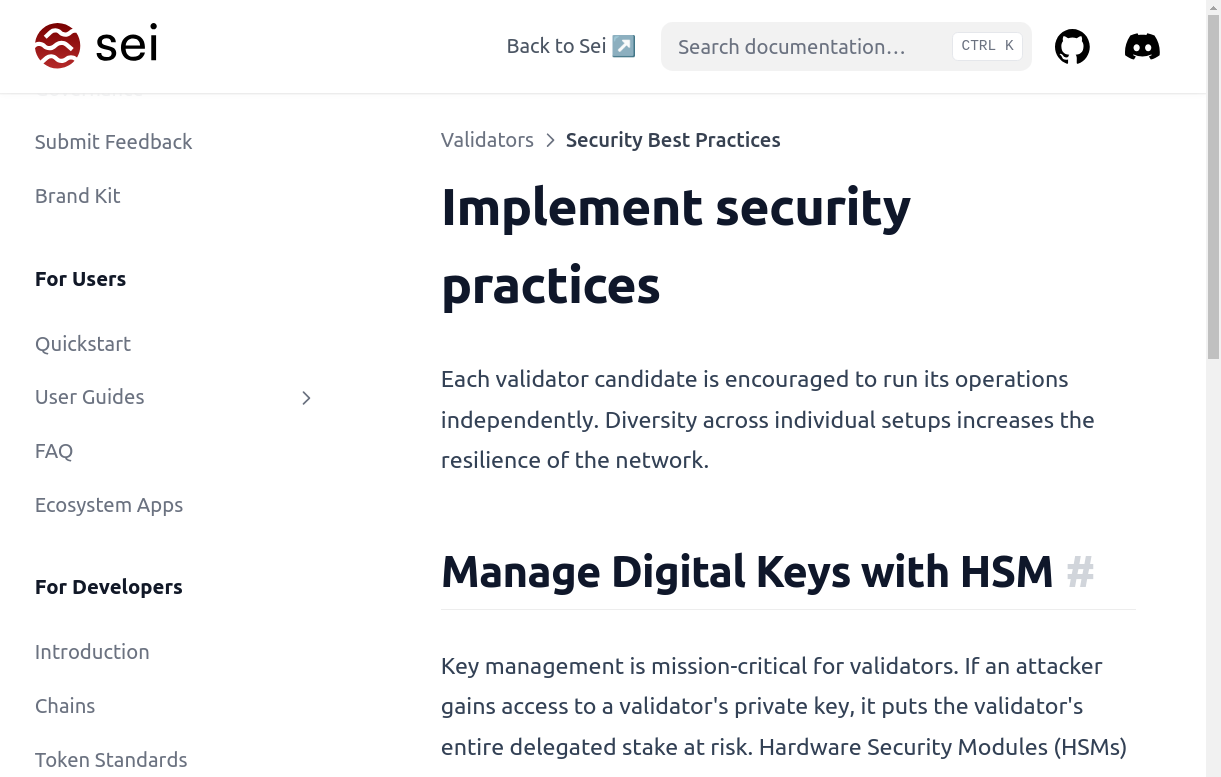 sei
Back to Sei ↗
Search documentation…
CTRL K
Submit Feedback
Brand Kit
For Users
Quickstart
User Guides
FAQ
Ecosystem Apps
For Developers
Introduction
Chains
Token Standards
Validators > Security Best Practices
Implement security
practices
Each validator candidate is encouraged to run its operations
independently. Diversity across individual setups increases the
resilience of the network.
Manage Digital Keys with HSM #
Key management is mission-critical for validators. If an attacker
gains access to a validator's private key, it puts the validator's
entire delegated stake at risk. Hardware Security Modules (HSMs)